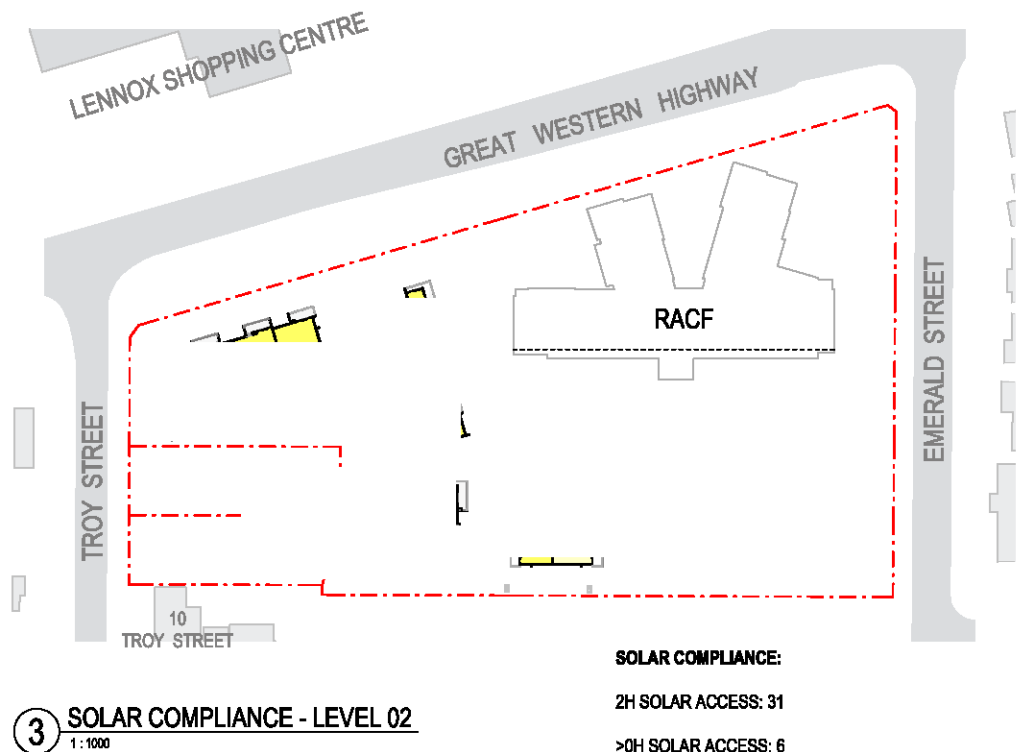 LENNOX SHOPPING CENTRE
GREAT WESTERN HIGHWAY
RACF
EMERALD STREET
TROY STREET
10
TROY STREET
SOLAR COMPLIANCE:
2H SOLAR ACCESS: 31
>0H SOLAR ACCESS: 6
3 SOLAR COMPLIANCE - LEVEL 02
1 : 1000